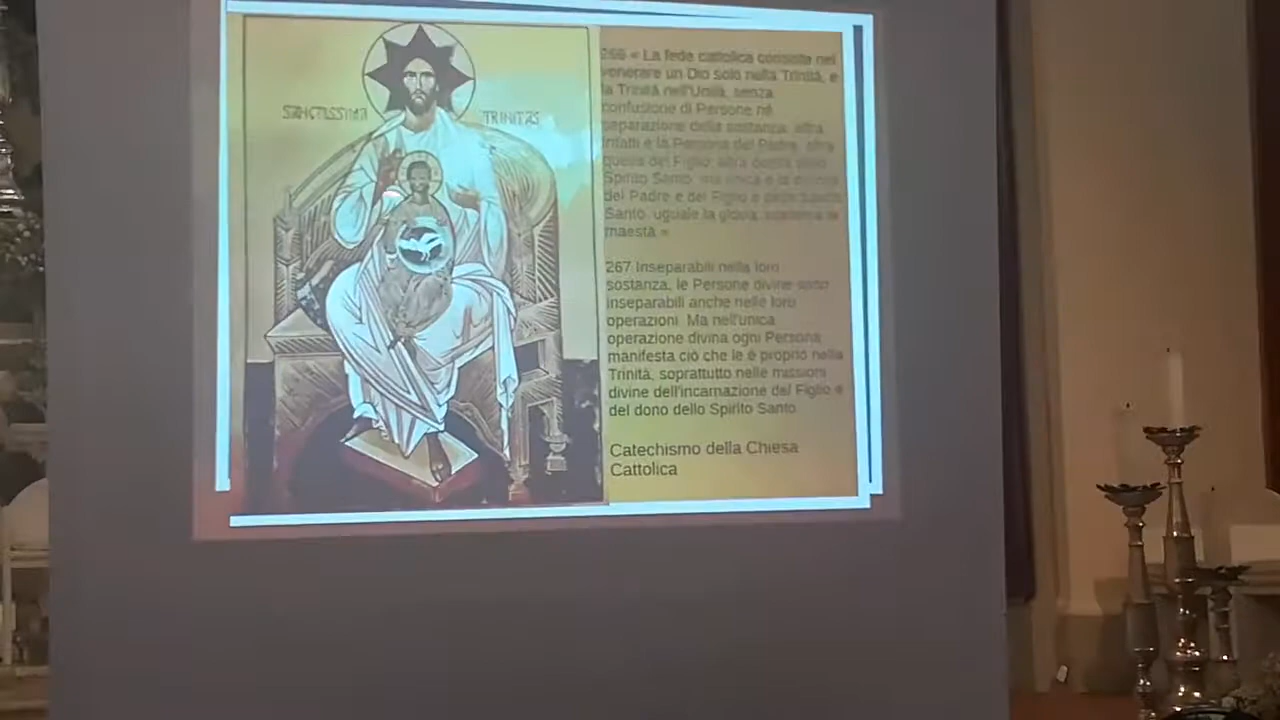 SANCTISSIMA
TRINITAS
266 « La fede cattolica consiste nel
venerare un Dio solo nella Trinità, e
la Trinità nell'Unità, senza
confusione di Persone né
separazione della sostanza: altra
infatti è la Persona del Padre, altra
quella del Figlio, altra quella dello
Spirito Santo; ma unica è la divinità
del Padre e del Figlio e dello Spirito
Santo, uguale la gloria, coeterna la
maestà ».
267 Inseparabili nella loro
sostanza, le Persone divine sono
inseparabili anche nelle loro
operazioni. Ma nell'unica
operazione divina ogni Persona
manifesta ciò che le è proprio nella
Trinità, soprattutto nelle missioni
divine dell'incarnazione del Figlio e
del dono dello Spirito Santo.
Catechismo della Chiesa
Cattolica